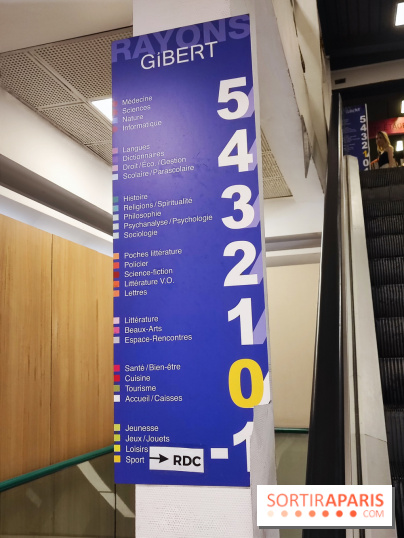 RAYONS
GiBERT
5
Médecine
Sciences
Nature
Informatique
4
Langues
Dictionnaires
Droit / Éco. / Gestion
Scolaire / Parascolaire
3
Histoire
Religions / Spiritualité
Philosophie
Psychanalyse / Psychologie
Sociologie
2
Poches littérature
Policier
Science-fiction
Littérature V.O.
Lettres
1
Littérature
Beaux-Arts
Espace-Rencontres
0
Santé / Bien-être
Cuisine
Tourisme
Accueil / Caisses
-1
Jeunesse
Jeux / Jouets
Loisirs
Sport → RDC
SORTIRAPARIS
.COM